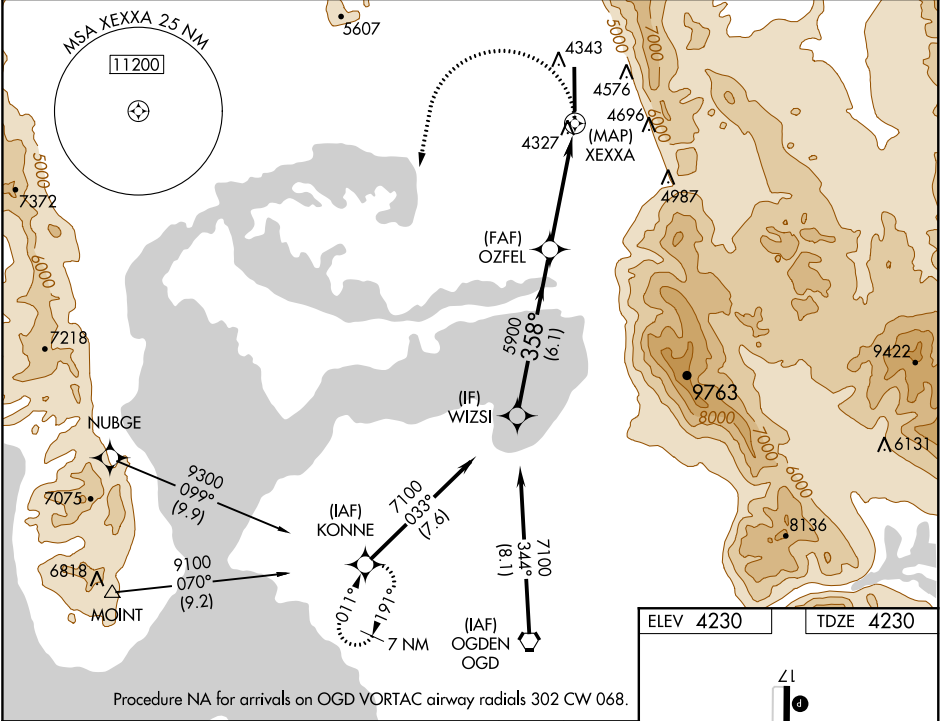 MSA XEXXA 25 NM
11200
5607
4343
5000
7000
4576
4696
6000
4327
(MAP)
XEXXA
4987
5000
7372
6000
7218
(FAF)
OZFEL
5900
358°
(6.1)
9422
9763
8000
7000
6000
6131
8136
(IF)
WIZSI
NUBGE
9300
099°
(9.9)
7075
(IAF)
KONNE
7100
033°
(7.6)
9100
070°
(9.2)
6818
MOINT
011°
191°
7 NM
7100
344°
(8.1)
(IAF)
OGDEN
OGD
Procedure NA for arrivals on OGD VORTAC airway radials 302 CW 068.
ELEV 4230
TDZE 4230
17
P